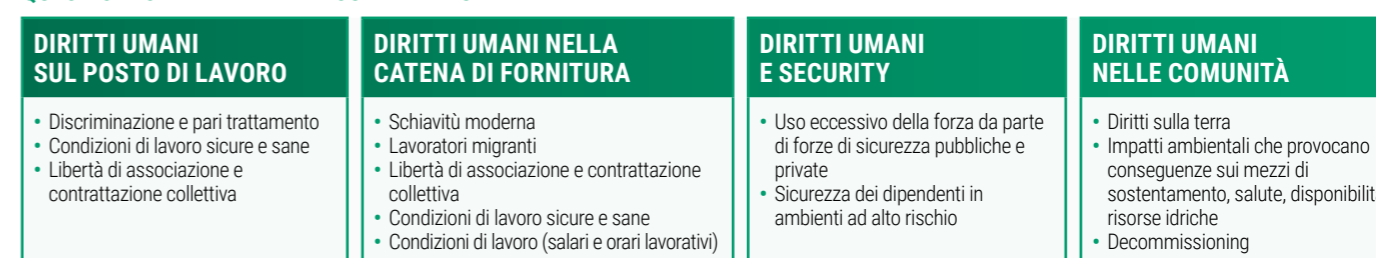 DIRITTI UMANI
SUL POSTO DI LAVORO
• Discriminazione e pari trattamento
• Condizioni di lavoro sicure e sane
• Libertà di associazione e
contrattazione collettiva
DIRITTI UMANI NELLA
CATENA DI FORNITURA
• Schiavitù moderna
• Lavoratori migranti
• Libertà di associazione e contrattazione
collettiva
• Condizioni di lavoro sicure e sane
• Condizioni di lavoro (salari e orari lavorativi)
DIRITTI UMANI
E SECURITY
• Uso eccessivo della forza da parte
di forze di sicurezza pubbliche e
private
• Sicurezza dei dipendenti in
ambienti ad alto rischio
DIRITTI UMANI
NELLE COMUNITÀ
• Diritti sulla terra
• Impatti ambientali che provocano
conseguenze sui mezzi di
sostentamento, salute,
risorse idriche
• Decommissioning